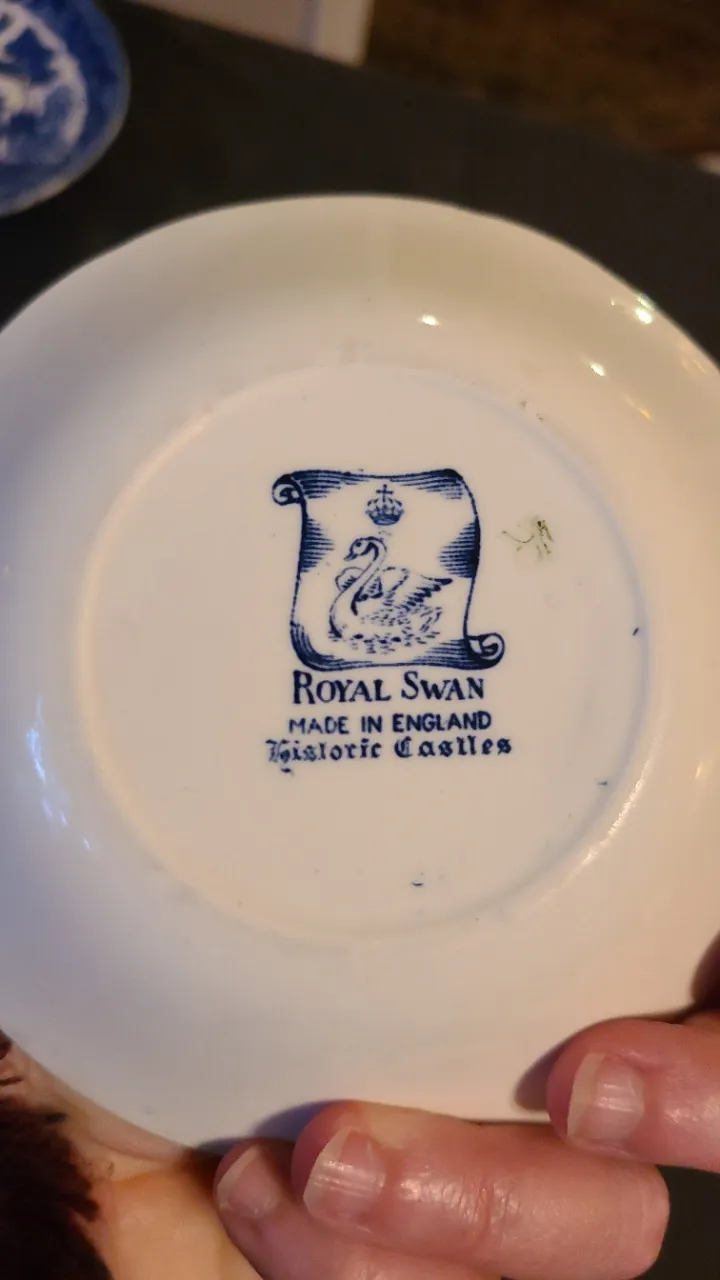 ROYAL SWAN
MADE IN ENGLAND
Historic Castles